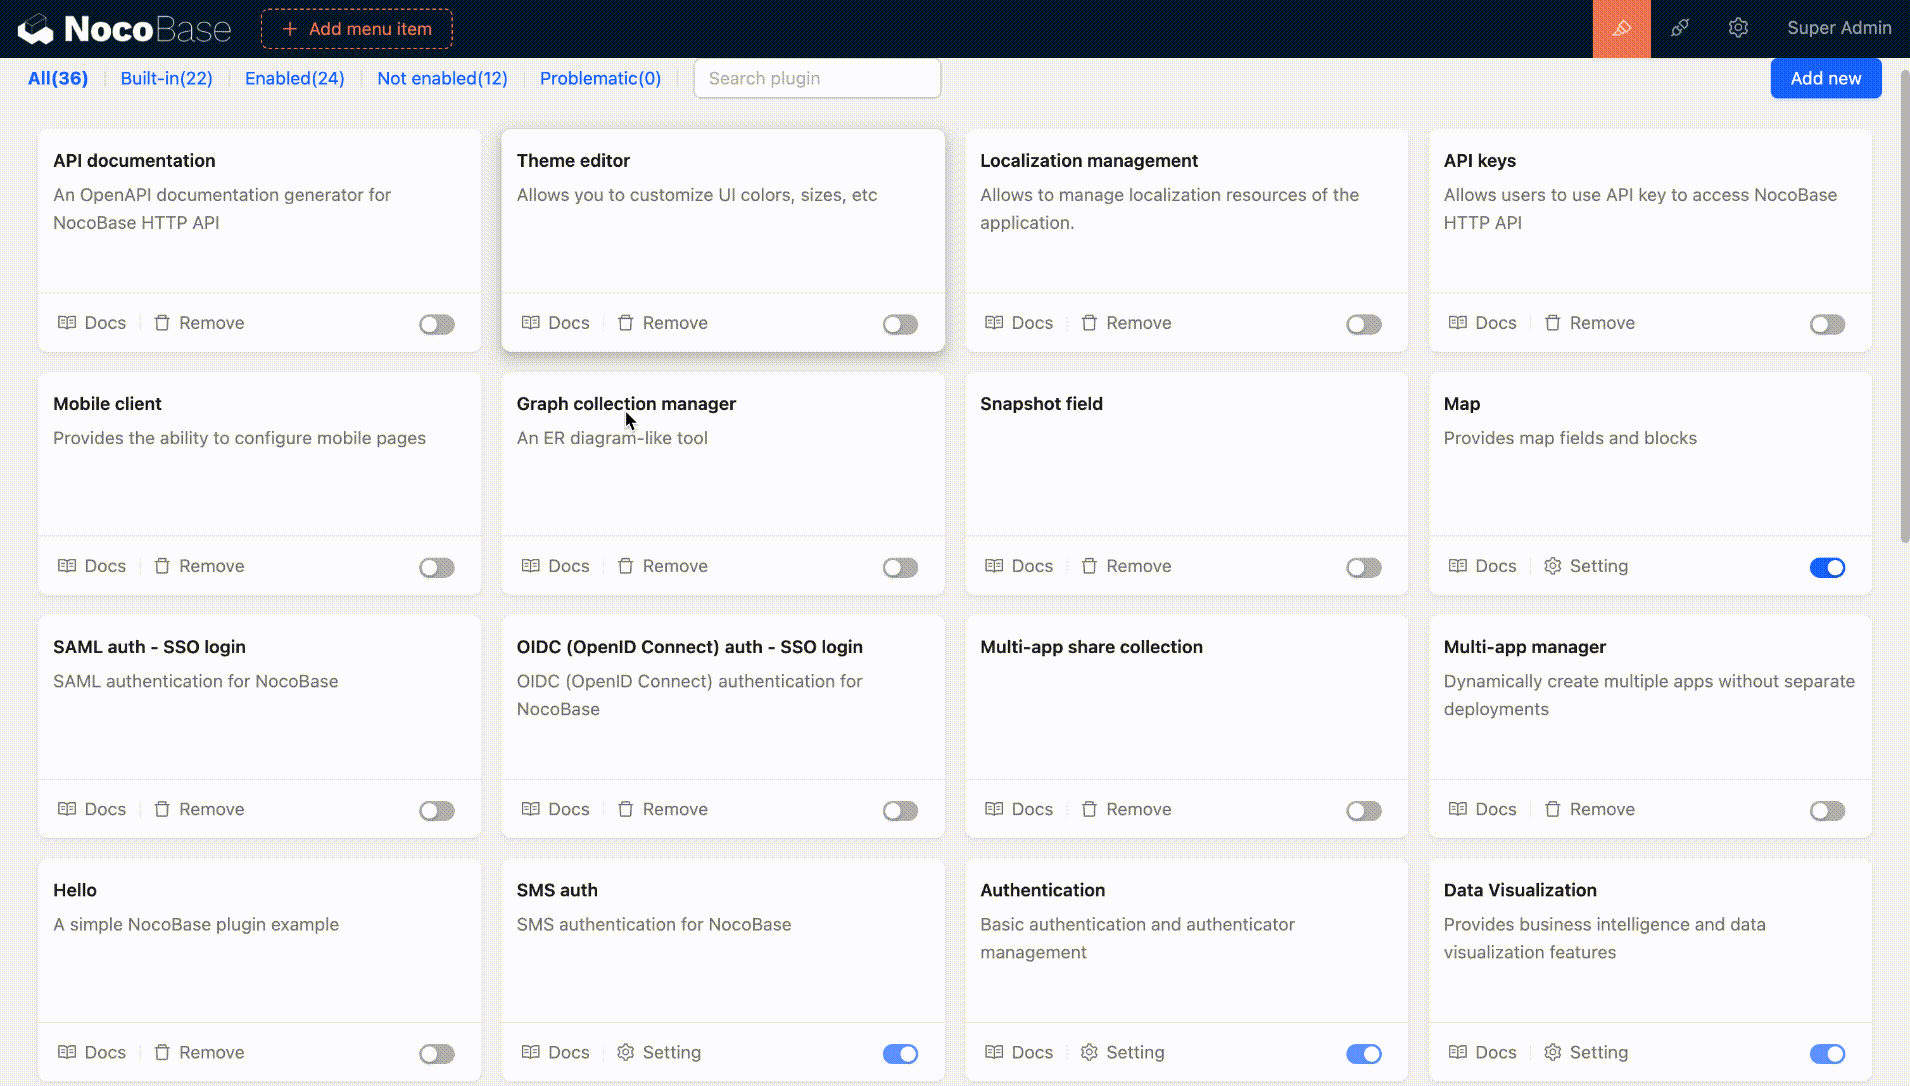 NocoBase
Add menu item
Super Admin
All(36)
Built-in(22)
Enabled(24)
Not enabled(12)
Problematic(0)
Search plugin
Add new
API documentation
An OpenAPI documentation generator for
NocoBase HTTP API
Docs
Remove
Theme editor
Allows you to customize UI colors, sizes, etc
Docs
Remove
Localization management
Allows to manage localization resources of the
application.
Docs
Remove
API keys
Allows users to use API key to access NocoBase
HTTP API
Docs
Remove
Mobile client
Provides the ability to configure mobile pages
Docs
Remove
Graph collection manager
An ER diagram-like tool
Docs
Remove
Snapshot field
Docs
Remove
Map
Provides map fields and blocks
Docs
Setting
SAML auth - SSO login
SAML authentication for NocoBase
Docs
Remove
OIDC (OpenID Connect) auth - SSO login
OIDC (OpenID Connect) authentication for
NocoBase
Docs
Remove
Multi-app share collection
Docs
Remove
Multi-app manager
Dynamically create multiple apps without separate
deployments
Docs
Remove
Hello
A simple NocoBase plugin example
Docs
Remove
SMS auth
SMS authentication for NocoBase
Docs
Setting
Authentication
Basic authentication and authenticator
management
Docs
Setting
Data Visualization
Provides business intelligence and data
visualization features
Docs
Setting